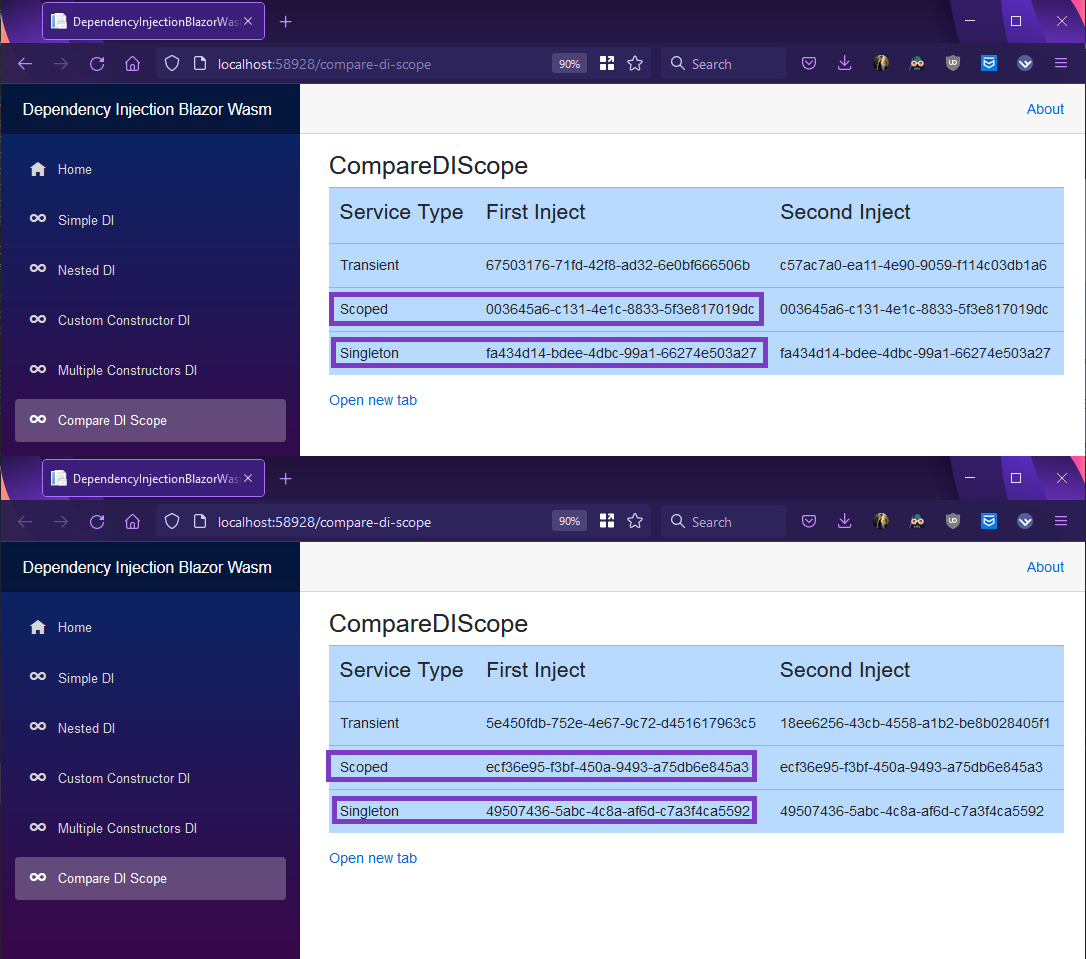 DependencyInjectionBlazorWas
localhost:58928/compare-di-scope
90%
Search
Dependency Injection Blazor Wasm
About
Home
Simple DI
Nested DI
Custom Constructor DI
Multiple Constructors DI
Compare DI Scope
CompareDIScope
Service Type First Inject Second Inject
Transient 67503176-71fd-42f8-ad32-6e0bf666506b c57ac7a0-ea11-4e90-9059-f114c03db1a6
Scoped 003645a6-c131-4e1c-8833-5f3e817019dc 003645a6-c131-4e1c-8833-5f3e817019dc
Singleton fa434d14-bdee-4dbc-99a1-66274e503a27 fa434d14-bdee-4dbc-99a1-66274e503a27
Open new tab
DependencyInjectionBlazorWas
localhost:58928/compare-di-scope
90%
Search
Dependency Injection Blazor Wasm
About
Home
Simple DI
Nested DI
Custom Constructor DI
Multiple Constructors DI
Compare DI Scope
CompareDIScope
Service Type First Inject Second Inject
Transient 5e450fdb-752e-4e67-9c72-d451617963c5 18ee6256-43cb-4558-a1b2-be8b028405f1
Scoped ecf36e95-f3bf-450a-9493-a75db6e845a3 ecf36e95-f3bf-450a-9493-a75db6e845a3
Singleton 49507436-5abc-4c8a-af6d-c7a3f4ca5592 49507436-5abc-4c8a-af6d-c7a3f4ca5592
Open new tab